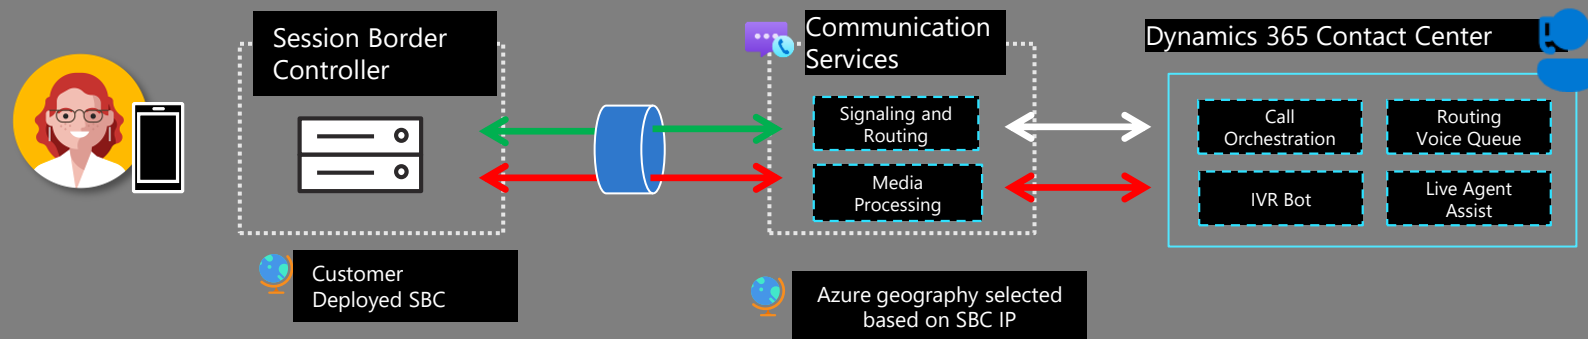 Session Border
Controller
Communication
Services
Dynamics 365 Contact Center
Signaling and
Routing
Media
Processing
Call
Orchestration
Routing
Voice Queue
IVR Bot
Live Agent
Assist
Customer
Deployed SBC
Azure geography selected
based on SBC IP